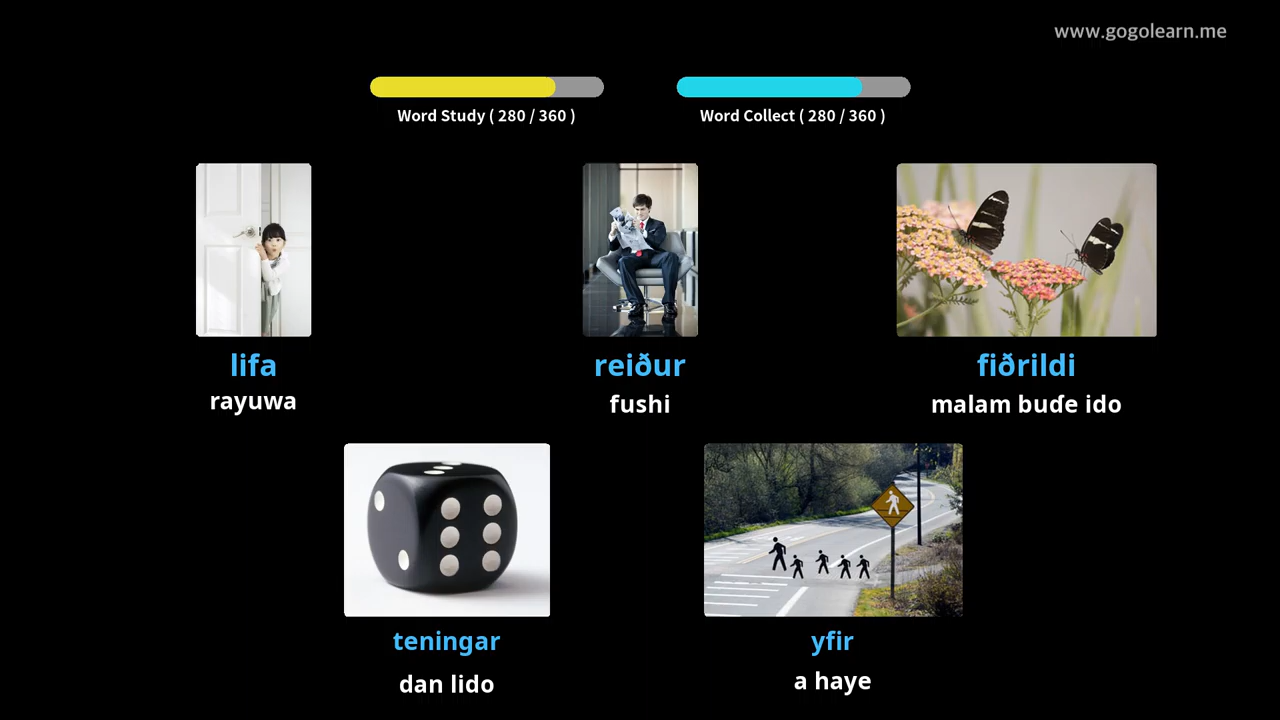 www.gogolearn.me
Word Study ( 280 / 360 )
Word Collect ( 280 / 360 )
lifa
rayuwa
reiður
fushi
fiðrildi
malam buɗe ido
teningar
dan lido
yfir
a haye